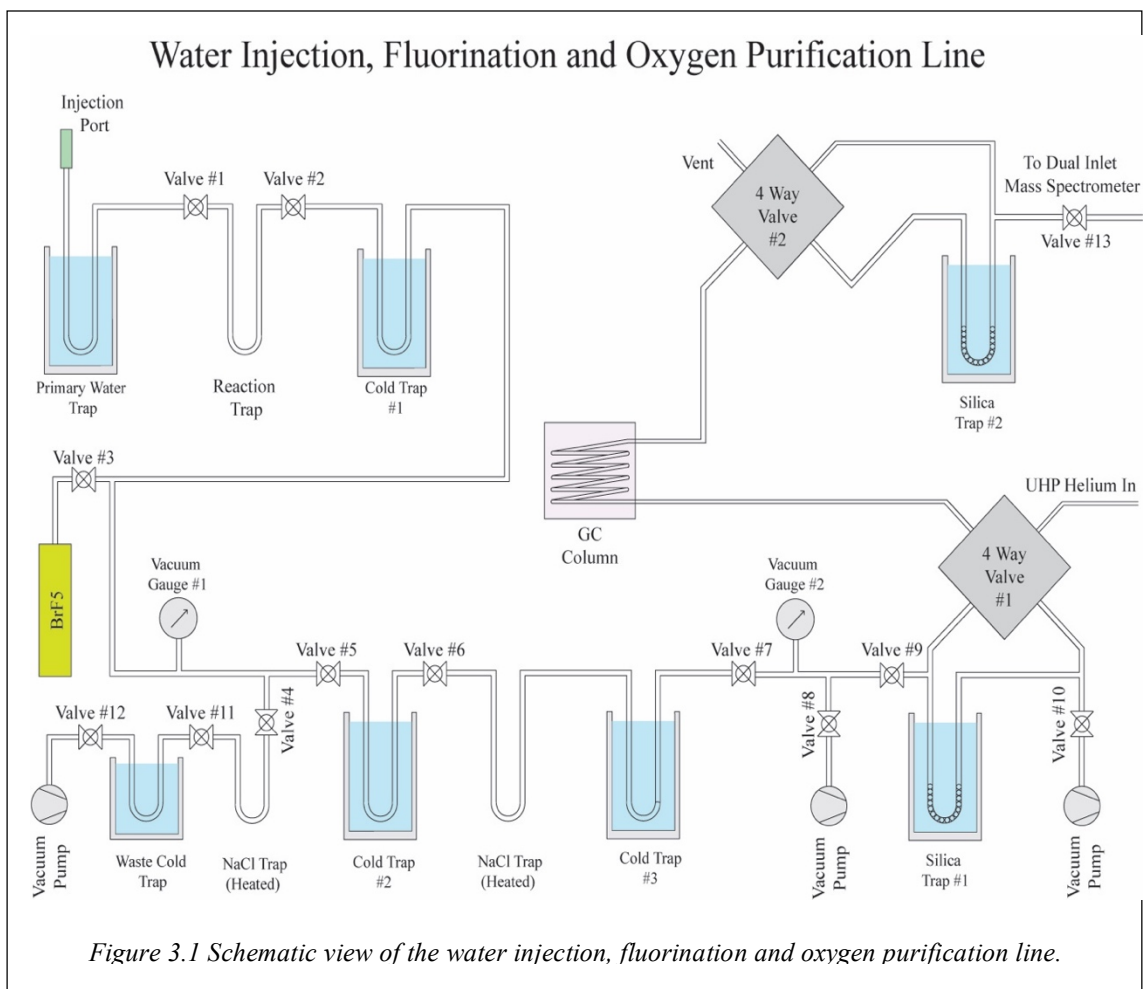 Water Injection, Fluorination and Oxygen Purification Line
Injection
Port
Valve #1
Valve #2
Vent
4 Way
Valve
#2
To Dual Inlet
Mass Spectrometer
Valve #13
Primary Water
Trap
Reaction
Trap
Cold Trap
#1
Silica
Trap #2
Valve #3
UHP Helium In
GC
Column
4 Way
Valve
#1
BrF5
Vacuum
Gauge #1
Vacuum
Gauge #2
Valve #5
Valve #6
Valve #7
Valve #9
Valve #4
Valve #12
Valve #11
Valve #8
Valve #10
Vacuum
Pump
Waste Cold
Trap
NaCl Trap
(Heated)
Cold Trap
#2
NaCl Trap
(Heated)
Cold Trap
#3
Vacuum
Pump
Silica
Trap #1
Vacuum
Pump
Figure 3.1 Schematic view of the water injection, fluorination and oxygen purification line.